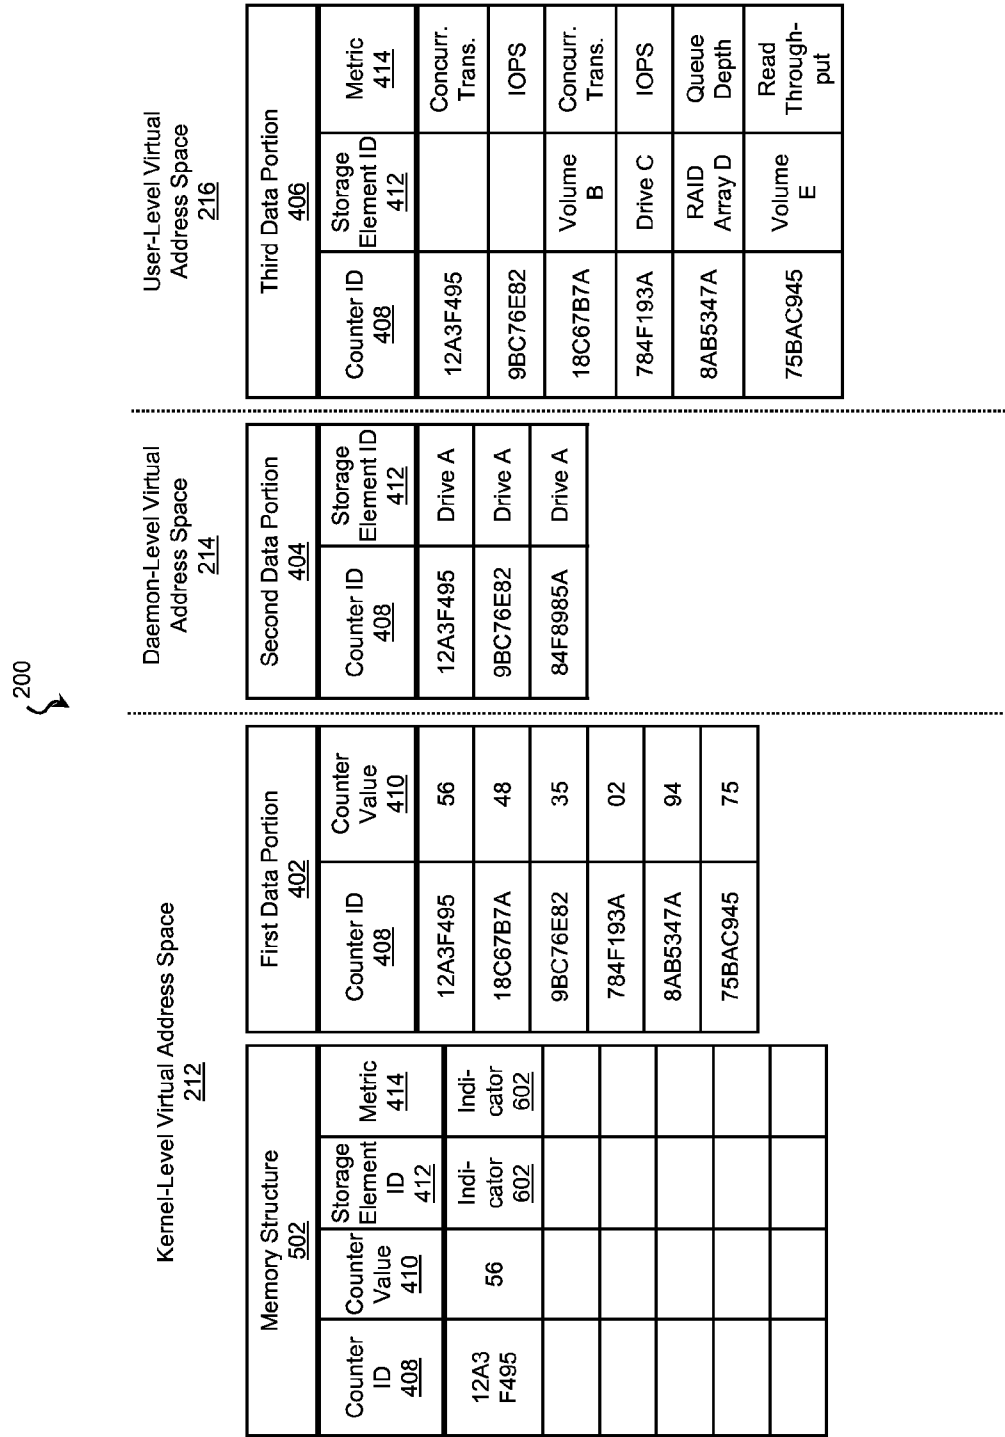 200
Kernel-Level Virtual Address Space
212
Daemon-Level Virtual
Address Space
214
User-Level Virtual
Address Space
216
Memory Structure
502
Counter
ID
408
Counter
Value
410
Storage
Element
ID
412
Metric
414
12A3
F495
56
Indi-
cator
602
Indi-
cator
602
First Data Portion
402
Counter ID
408
Counter
Value
410
12A3F495 56
18C67B7A 48
9BC76E82 35
784F193A 02
8AB5347A 94
75BAC945 75
Second Data Portion
404
Counter ID
408
Storage
Element ID
412
12A3F495 Drive A
9BC76E82 Drive A
84F8985A Drive A
Third Data Portion
406
Counter ID
408
Storage
Element ID
412
Metric
414
12A3F495
Concurr.
Trans.
9BC76E82 IOPS
18C67B7A
Volume
B
Concurr.
Trans.
784F193A Drive C IOPS
8AB5347A
RAID
Array D
Queue
Depth
75BAC945
Volume
E
Read
Through-
put